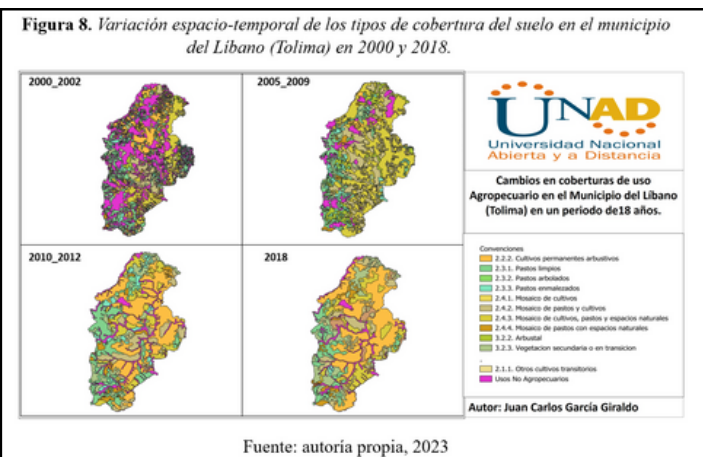 Figura 8. Variación espacio-temporal de los tipos de cobertura del suelo en el municipio
del Líbano (Tolima) en 2000 y 2018.
2000_2002
2005_2009
2010_2012
2018
UNAD
Universidad Nacional
Abierta y a Distancia
Cambios en coberturas de uso
Agropecuario en el Municipio del Líbano
(Tolima) en un período de18 años.
Convenciones
2.2.2. Cultivos permanentes arbustivos
2.3.1. Pastos limpios
2.3.2. Pastos arbolados
2.3.3. Pastos enmalezados
2.4.1. Mosaico de cultivos
2.4.2. Mosaico de pastos y cultivos
2.4.3. Mosaico de cultivos, pastos y espacios naturales
2.4.4. Mosaico de pastos con espacios naturales
3.2.2. Arbustal
3.2.3. Vegetacion secundaria o en transicion
2.1.1. Otros cultivos transitorios
Usos No Agropecuarios
Autor: Juan Carlos García Giraldo
Fuente: autoría propia, 2023